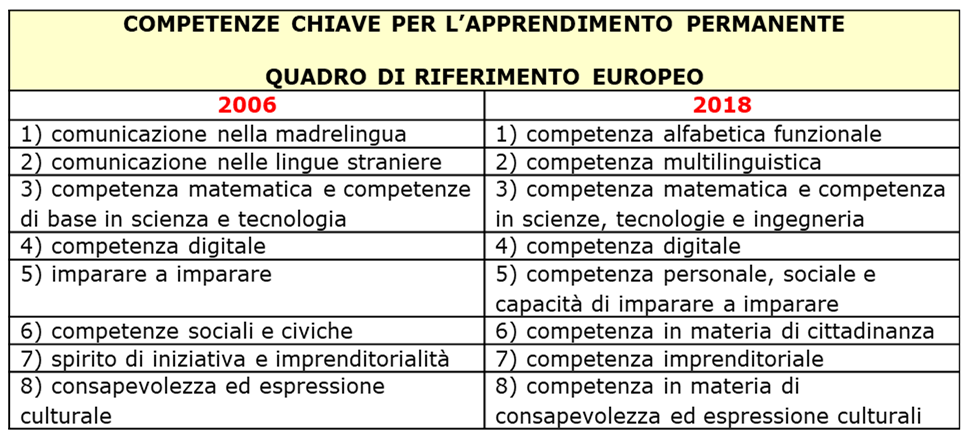 COMPETENZE CHIAVE PER L’APPRENDIMENTO PERMANENTE
QUADRO DI RIFERIMENTO EUROPEO
2006
2018
1) comunicazione nella madrelingua
1) competenza alfabetica funzionale
2) comunicazione nelle lingue straniere
2) competenza multilinguistica
3) competenza matematica e competenze
di base in scienza e tecnologia
3) competenza matematica e competenza
in scienze, tecnologie e ingegneria
4) competenza digitale
4) competenza digitale
5) imparare a imparare
5) competenza personale, sociale e
capacità di imparare a imparare
6) competenze sociali e civiche
6) competenza in materia di cittadinanza
7) spirito di iniziativa e imprenditorialità
7) competenza imprenditoriale
8) consapevolezza ed espressione
culturale
8) competenza in materia di
consapevolezza ed espressione culturali